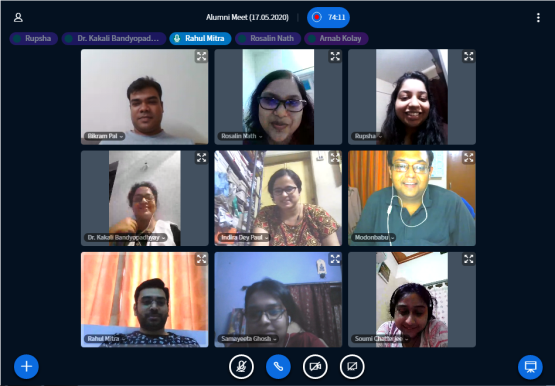 Alumni Meet (17.05.2020) 74:11
Rupsha Dr. Kakali Bandyopad... Rahul Mitra Rosalin Nath Arnab Kolay
Bikram Pal Rosalin Nath Rupsha
Dr. Kakali Bandyopadhyay Indira Dey Paul Modonbabu
Rahul Mitra Samayeeta Ghosh Soumi Chatterjee